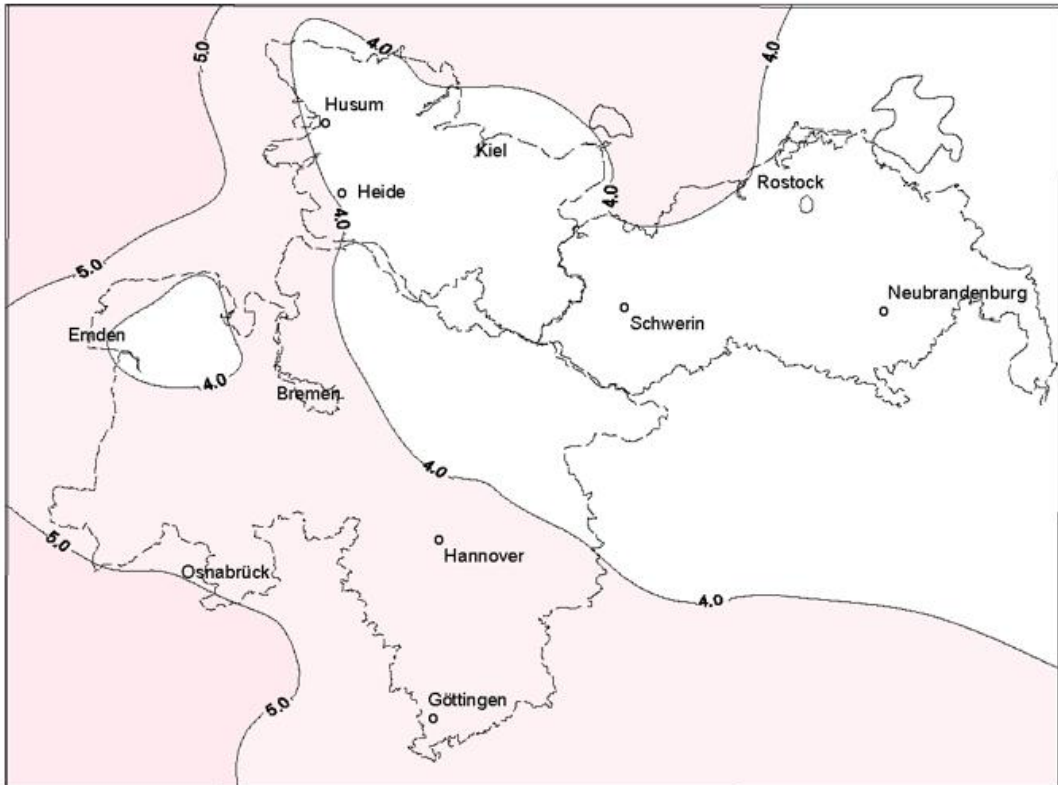 5.0
4.0
4.0
Husum
Kiel
Heide
Rostock
4.0
4.0
5.0
Neubrandenburg
Schwerin
Emden
4.0
Bremen
4.0
5.0
Hannover
Osnabrück
4.0
Göttingen
5.0